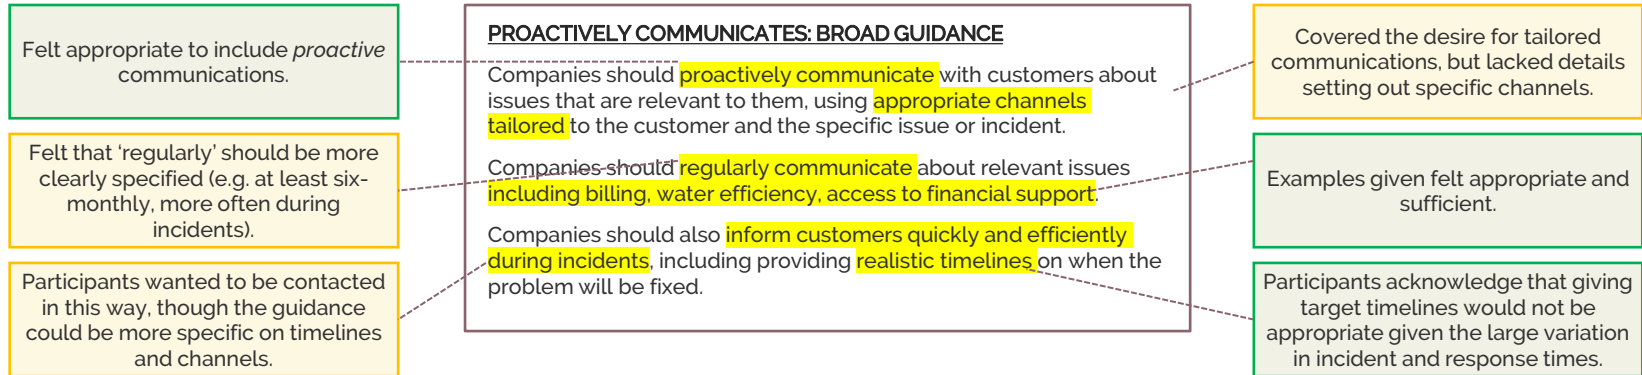 Felt appropriate to include proactive
communications.
Felt that ‘regularly’ should be more
clearly specified (e.g. at least six-
monthly, more often during
incidents).
Participants wanted to be contacted
in this way, though the guidance
could be more specific on timelines
and channels.
PROACTIVELY COMMUNICATES: BROAD GUIDANCE
Companies should proactively communicate with customers about
issues that are relevant to them, using appropriate channels
tailored to the customer and the specific issue or incident.
Companies should regularly communicate about relevant issues
including billing, water efficiency, access to financial support.
Companies should also inform customers quickly and efficiently
during incidents, including providing realistic timelines on when the
problem will be fixed.
Covered the desire for tailored
communications, but lacked details
setting out specific channels.
Examples given felt appropriate and
sufficient.
Participants acknowledge that giving
target timelines would not be
appropriate given the large variation
in incident and response times.